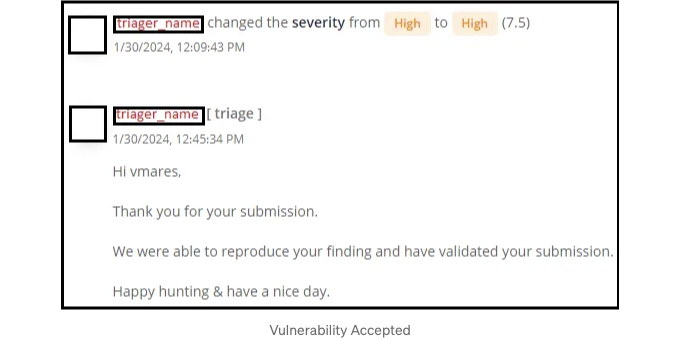 triager_name changed the severity from High to High (7.5)
1/30/2024, 12:09:43 PM
triager_name [ triage ]
1/30/2024, 12:45:34 PM
Hi vmares,
Thank you for your submission.
We were able to reproduce your finding and have validated your submission.
Happy hunting & have a nice day.
Vulnerability Accepted